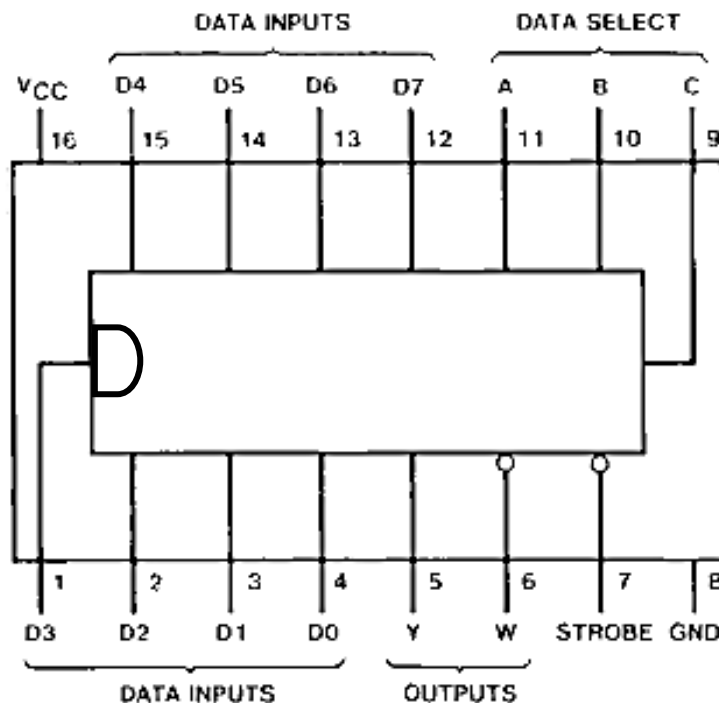 DATA INPUTS DATA SELECT
VCC D4 D5 D6 D7 A B C
16 15 14 13 12 11 10 9
1 2 3 4 5 6 7 8
D3 D2 D1 D0 Y W STROBE GND
DATA INPUTS OUTPUTS